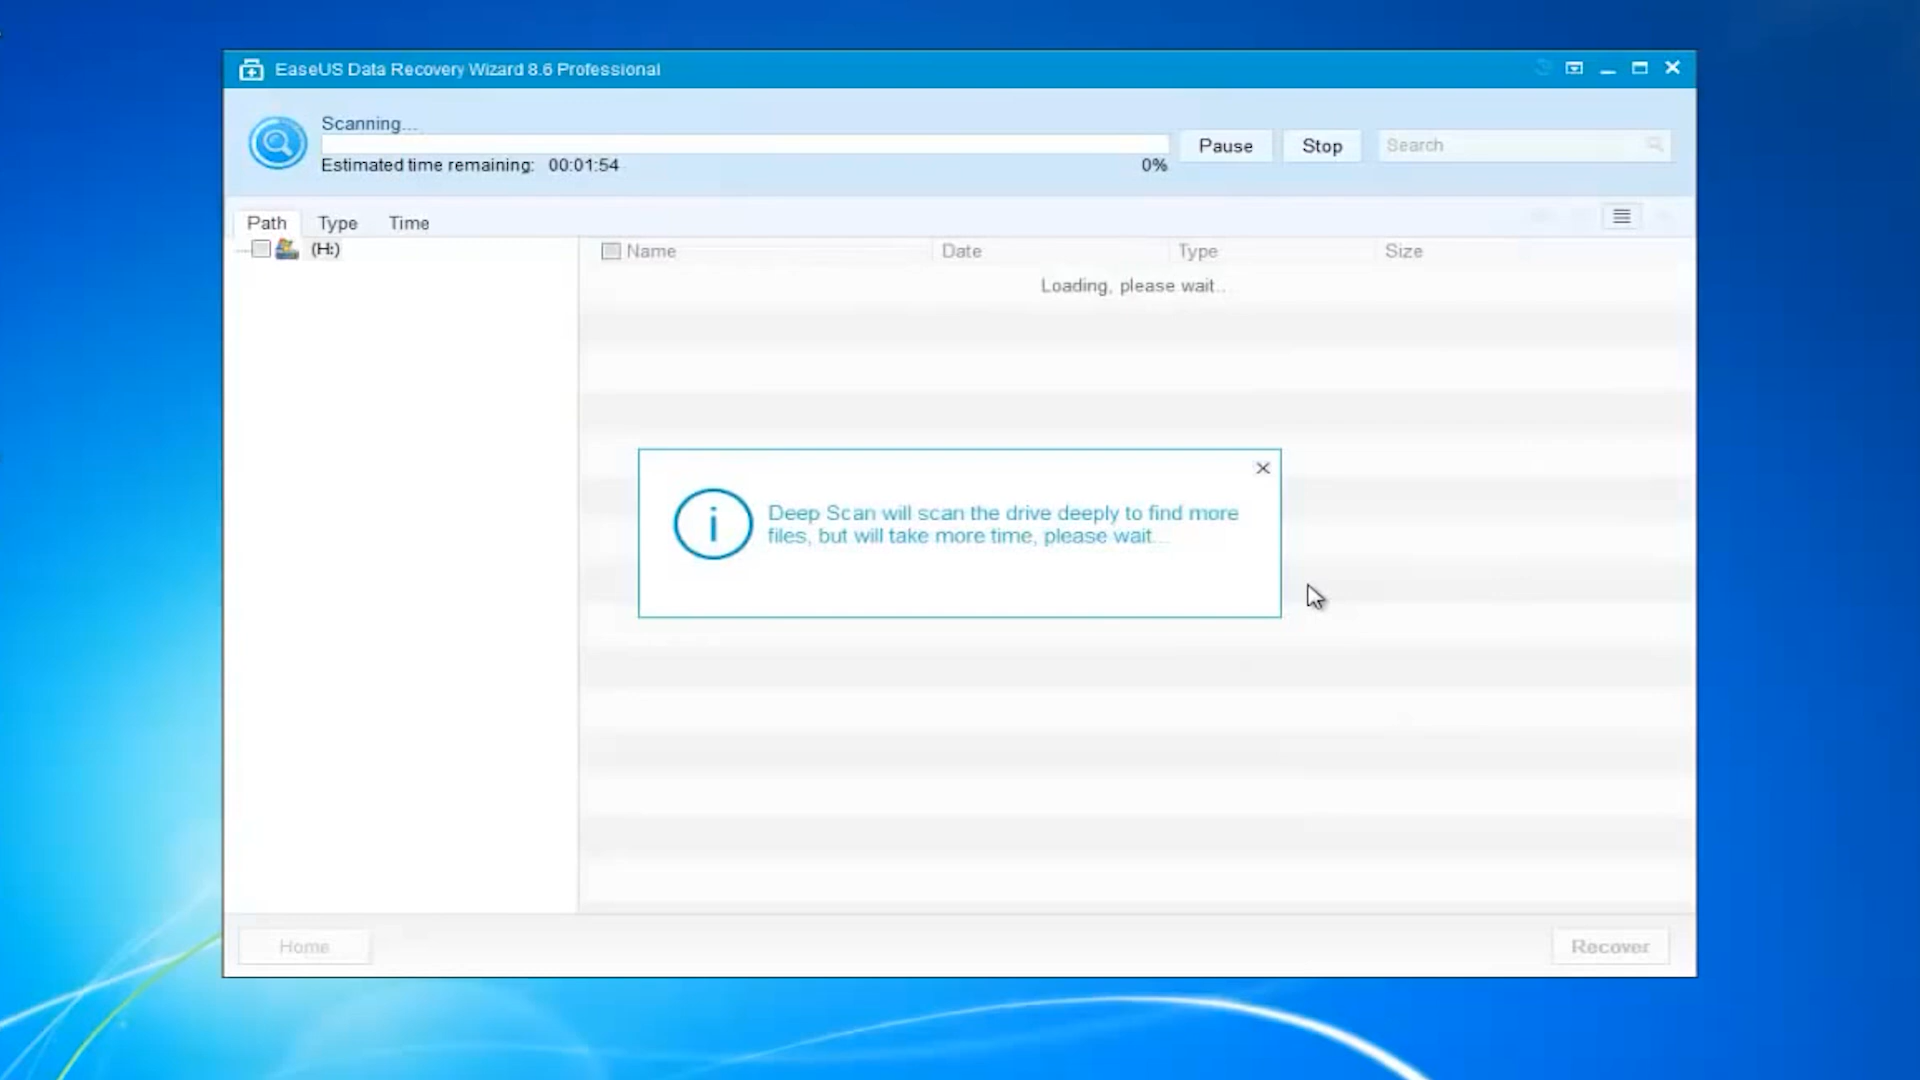 EaseUS Data Recovery Wizard 8.6 Professional
Scanning...
Pause
Stop
Search
Estimated time remaining: 00:01:54
0%
Path Type Time
(H:)
Name Date Type Size
Loading, please wait..
Deep Scan will scan the drive deeply to find more
files, but will take more time, please wait...
Home
Recover